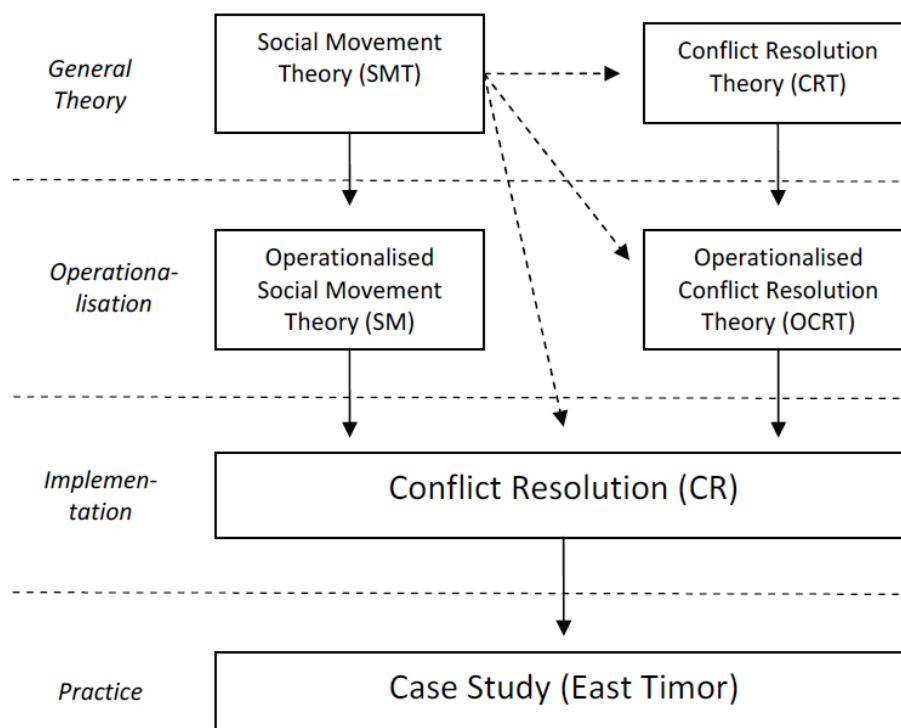 General
Theory
Social Movement
Theory (SMT)
Conflict Resolution
Theory (CRT)
Operationa-
lisation
Operationalised
Social Movement
Theory (SM)
Operationalised
Conflict Resolution
Theory (OCRT)
Implemen-
tation
Conflict Resolution (CR)
Practice
Case Study (East Timor)